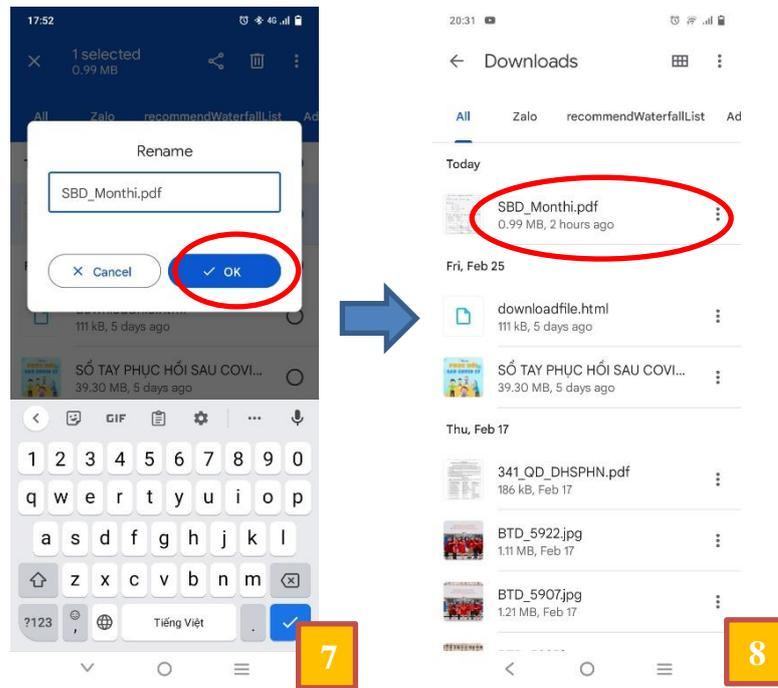 17:52
4G
1 selected
0.99 MB
All Zalo recommendWaterfallList Ad
Rename
SBD_Monthi.pdf
Cancel
OK
111 kB, 5 days ago
SỔ TAY PHỤC HỒI SAU COVI...
39.30 MB, 5 days ago
GIF
1 2 3 4 5 6 7 8 9 0
q w e r t y u i o p
a s d f g h j k l
z x c v b n m
?123 , Tiếng Việt .
7
20:31
Downloads
All Zalo recommendWaterfallList Ad
Today
SBD_Monthi.pdf
0.99 MB, 2 hours ago
Fri, Feb 25
downloadfile.html
111 kB, 5 days ago
SỔ TAY PHỤC HỒI SAU COVI...
39.30 MB, 5 days ago
Thu, Feb 17
341_QD_DHSPHN.pdf
186 kB, Feb 17
BTD_5922.jpg
1.11 MB, Feb 17
BTD_5907.jpg
1.21 MB, Feb 17
8